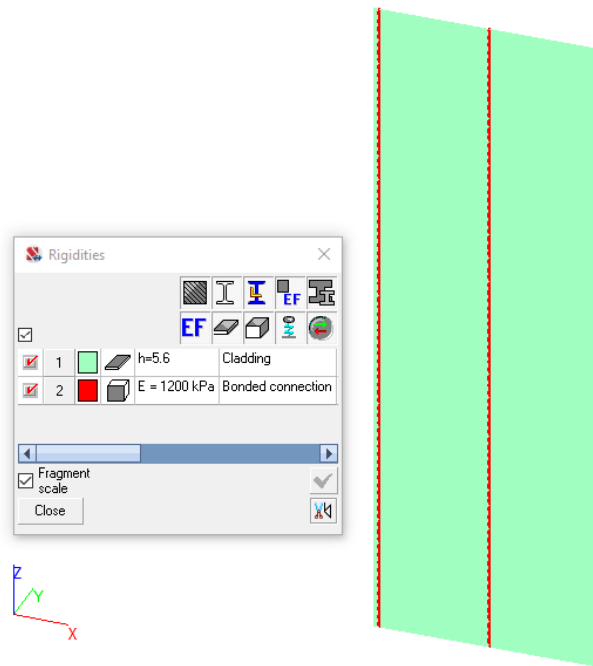 Rigidities
EF
EF
1 h=5.6 Cladding
2 E = 1200 kPa Bonded connection
Fragment
scale
Close
Z
Y
X